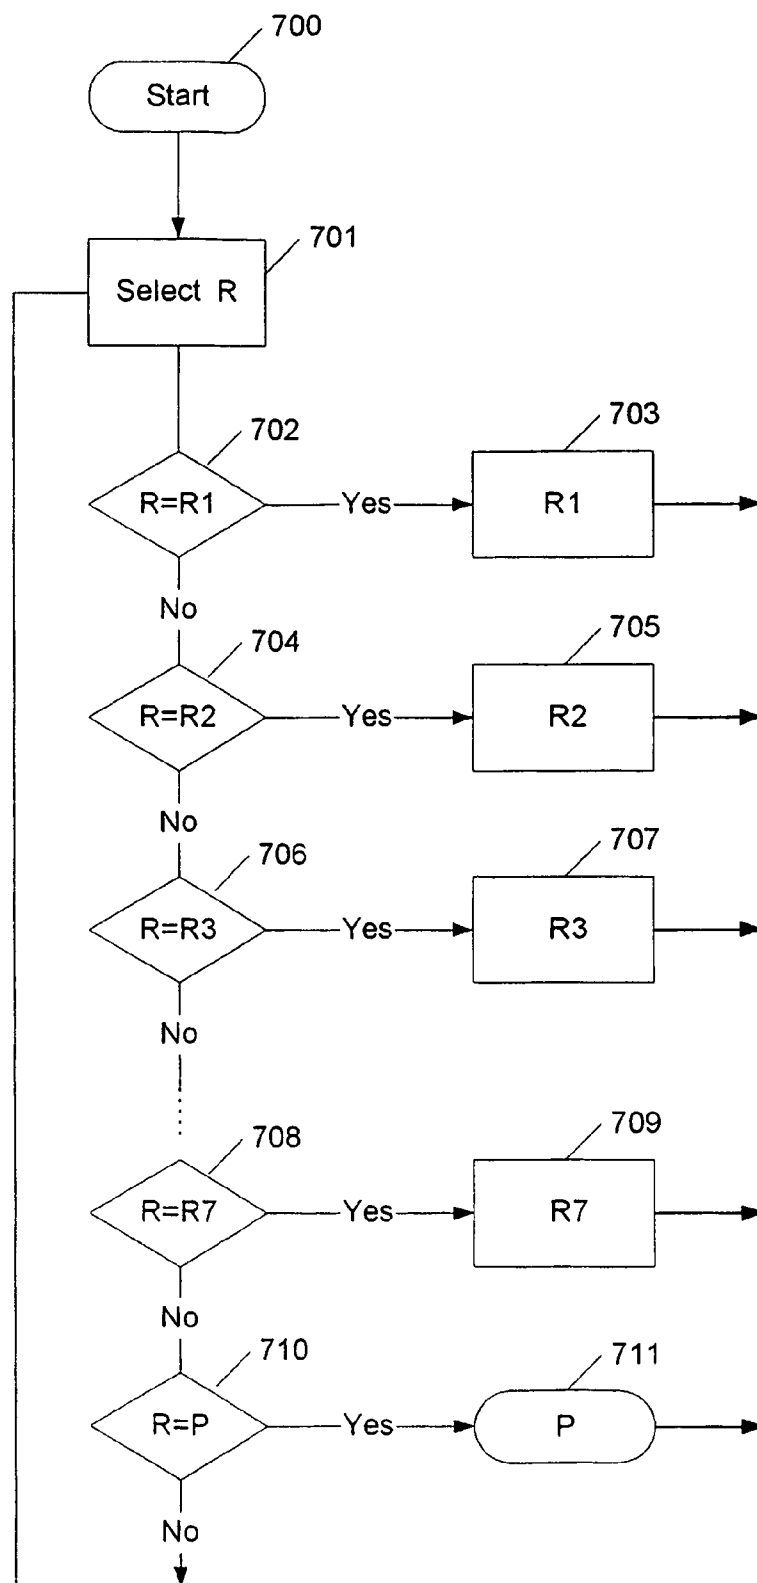 700
Start
701
Select R
702
703
R=R1
Yes
R1
No
704
705
R=R2
Yes
R2
No
706
707
R=R3
Yes
R3
No
708
709
R=R7
Yes
R7
No
710
711
R=P
Yes
P
No